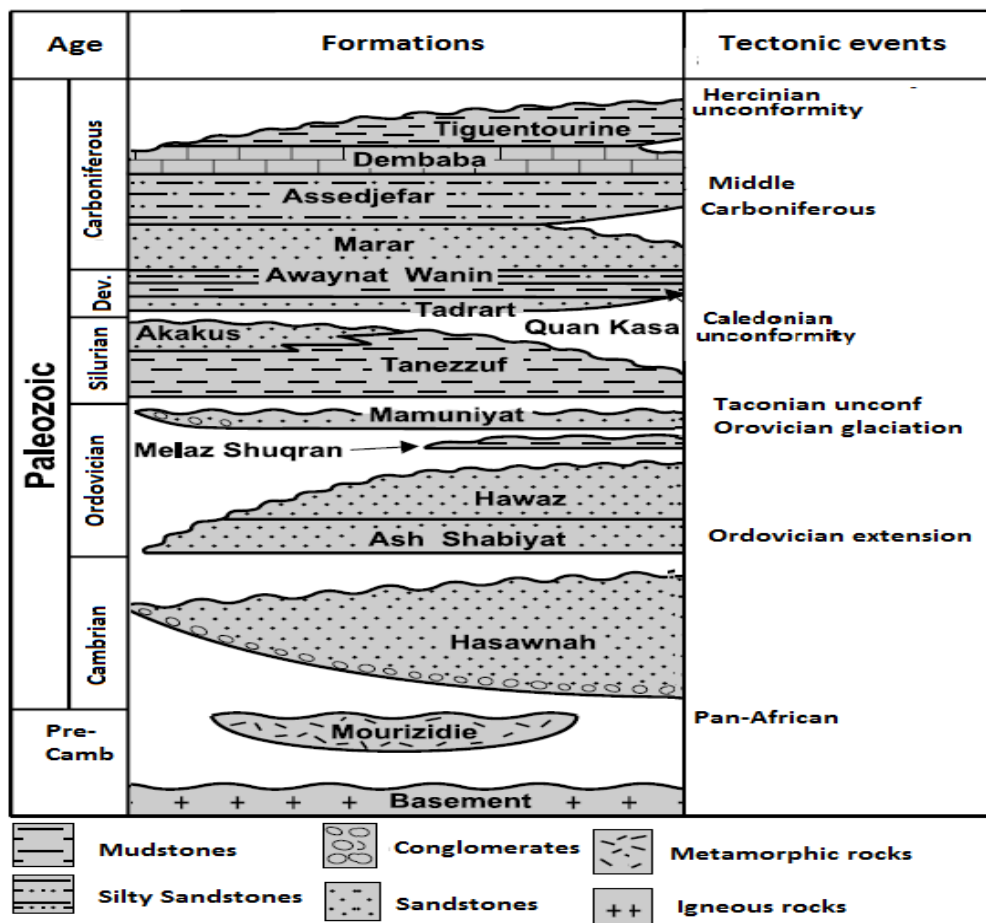 Age
Formations
Tectonic events
Paleozoic
Carboniferous
Dev.
Silurian
Ordovician
Cambrian
Pre-
Camb
Tiguentourine
Dembaba
Assedjefar
Marar
Awaynat Wanin
Tadrart
Quan Kasa
Akakus
Tanezzuf
Mamuniyat
Melaz Shuqran
Hawaz
Ash Shabiyat
Hasawnah
Mourizidie
Basement
Hercinian
unconformity
Middle
Carboniferous
Caledonian
unconformity
Taconian unconf
Orovician glaciation
Ordovician extension
Pan-African
Mudstones
Conglomerates
Metamorphic rocks
Silty Sandstones
Sandstones
Igneous rocks